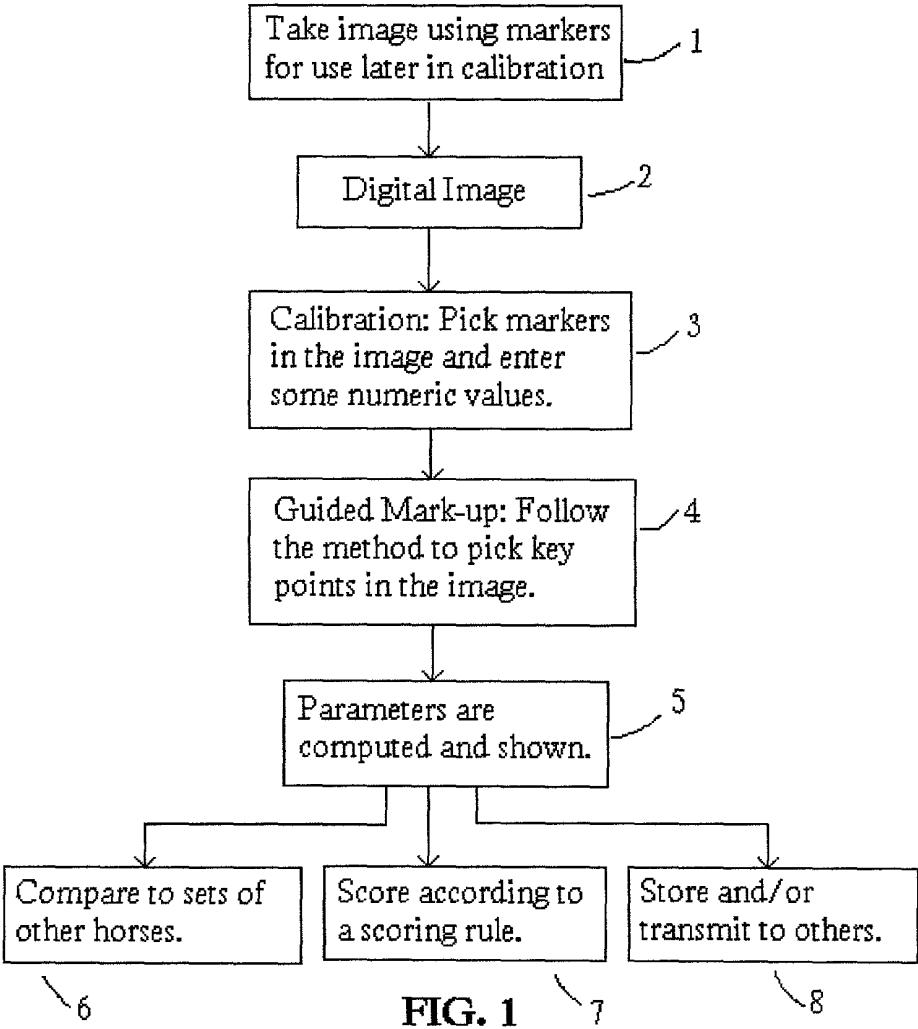 Take image using markers
for use later in calibration
1
Digital Image
2
Calibration: Pick markers
in the image and enter
some numeric values.
3
Guided Mark-up: Follow
the method to pick key
points in the image.
4
Parameters are
computed and shown.
5
Compare to sets of
other horses.
6
Score according to
a scoring rule.
7
Store and/or
transmit to others.
8
FIG. 1